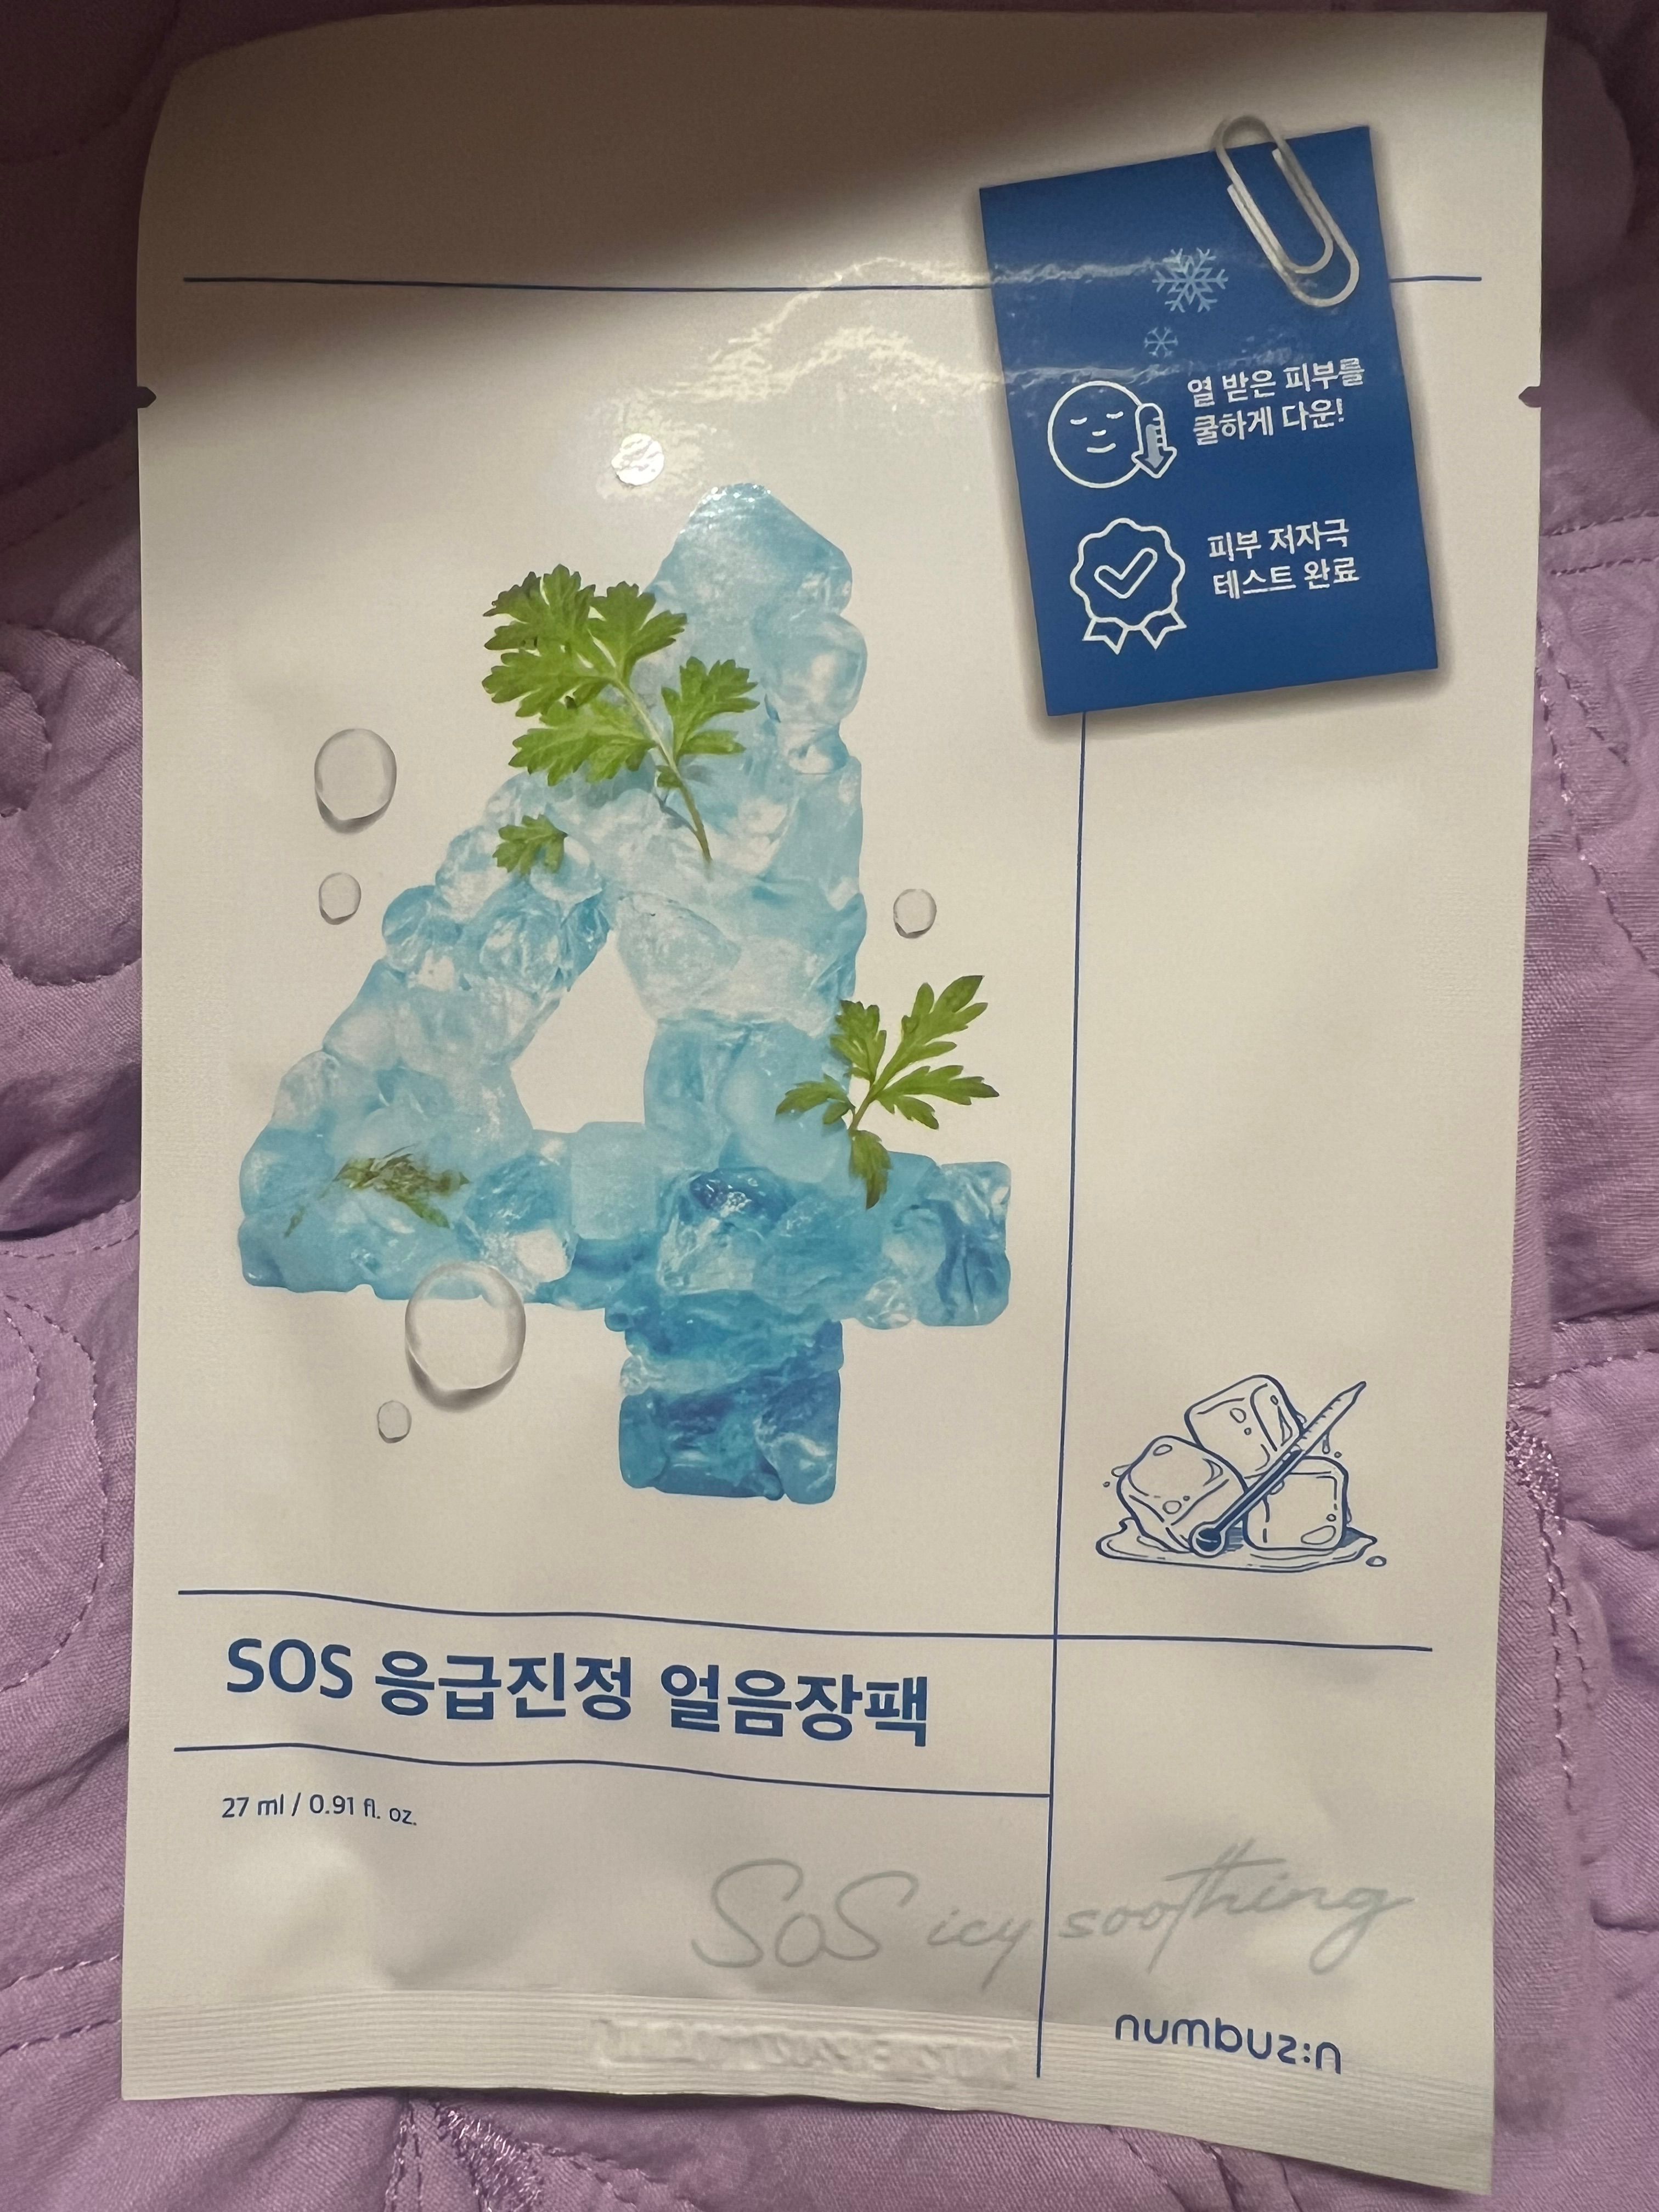 열 받은 피부를
쿨하게 다운!
피부 저자극
테스트 완료
4
SOS 응급진정 얼음장팩
27 ml / 0.91 fl. oz.
SoS icy soothing
numbuz:n